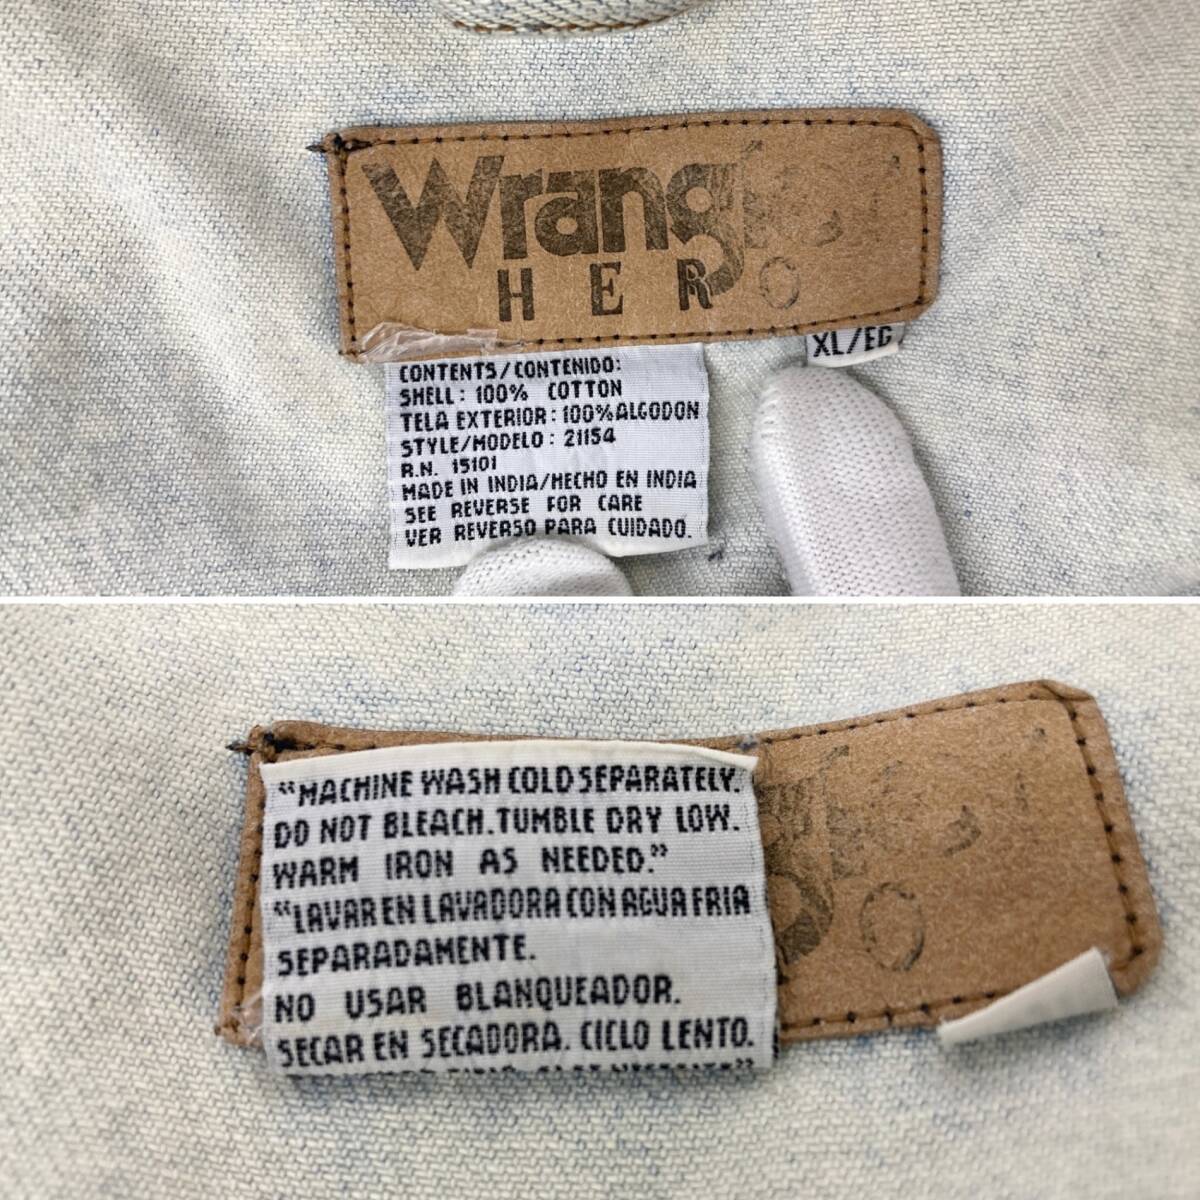 Wrangler
HERO
XL/EG
CONTENTS/CONTENIDO:
SHELL: 100% COTTON
TELA EXTERIOR: 100%ALGODON
STYLE/MODELO: 21154
R.N. 15101
MADE IN INDIA/HECHO EN INDIA
SEE REVERSE FOR CARE
VER REVERSO PARA CUIDADO.
"MACHINE WASH COLD SEPARATELY.
DO NOT BLEACH. TUMBLE DRY LOW.
WARM IRON AS NEEDED."
"LAVAR EN LAVADORA CON AGUA FRIA
SEPARADAMENTE.
NO USAR BLANQUEADOR.
SECAR EN SECADORA. CICLO LENTO.